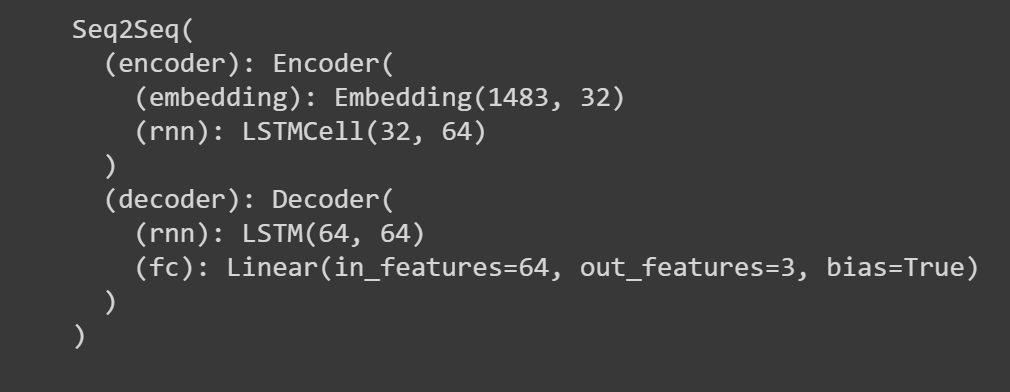 Seq2Seq(
  (encoder): Encoder(
    (embedding): Embedding(1483, 32)
    (rnn): LSTMCell(32, 64)
  )
  (decoder): Decoder(
    (rnn): LSTM(64, 64)
    (fc): Linear(in_features=64, out_features=3, bias=True)
  )
)